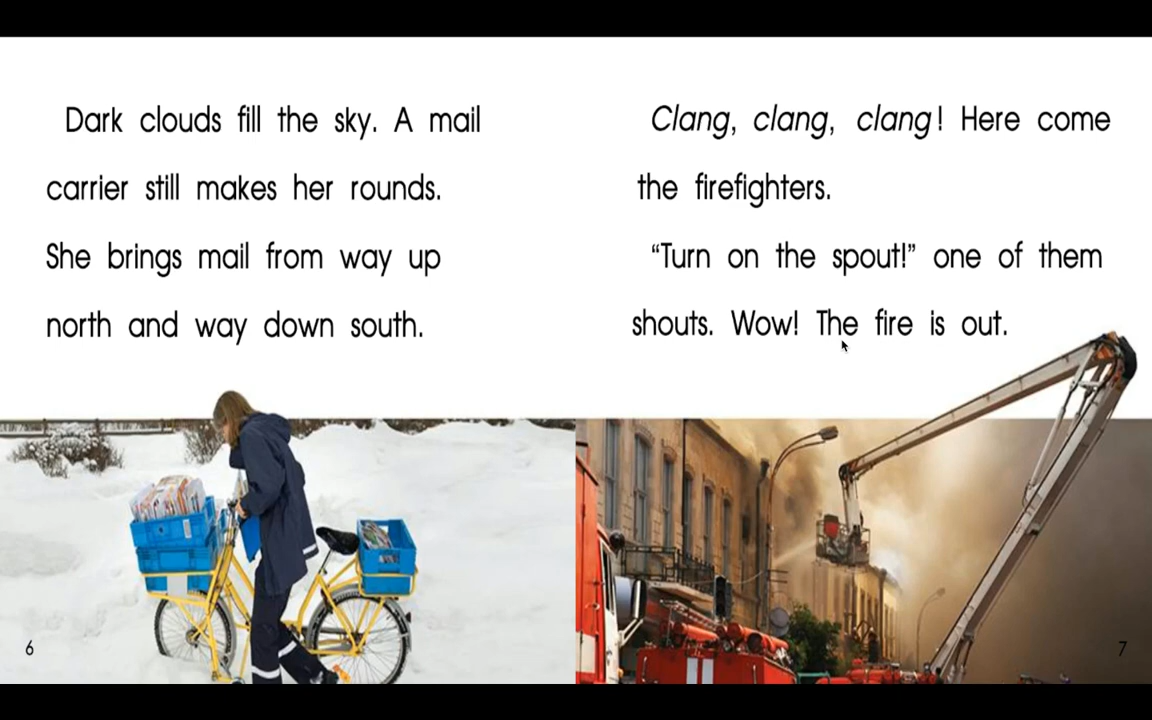 Dark clouds fill the sky. A mail
carrier still makes her rounds.
She brings mail from way up
north and way down south.
6
Clang, clang, clang! Here come
the firefighters.
“Turn on the spout!” one of them
shouts. Wow! The fire is out.
7